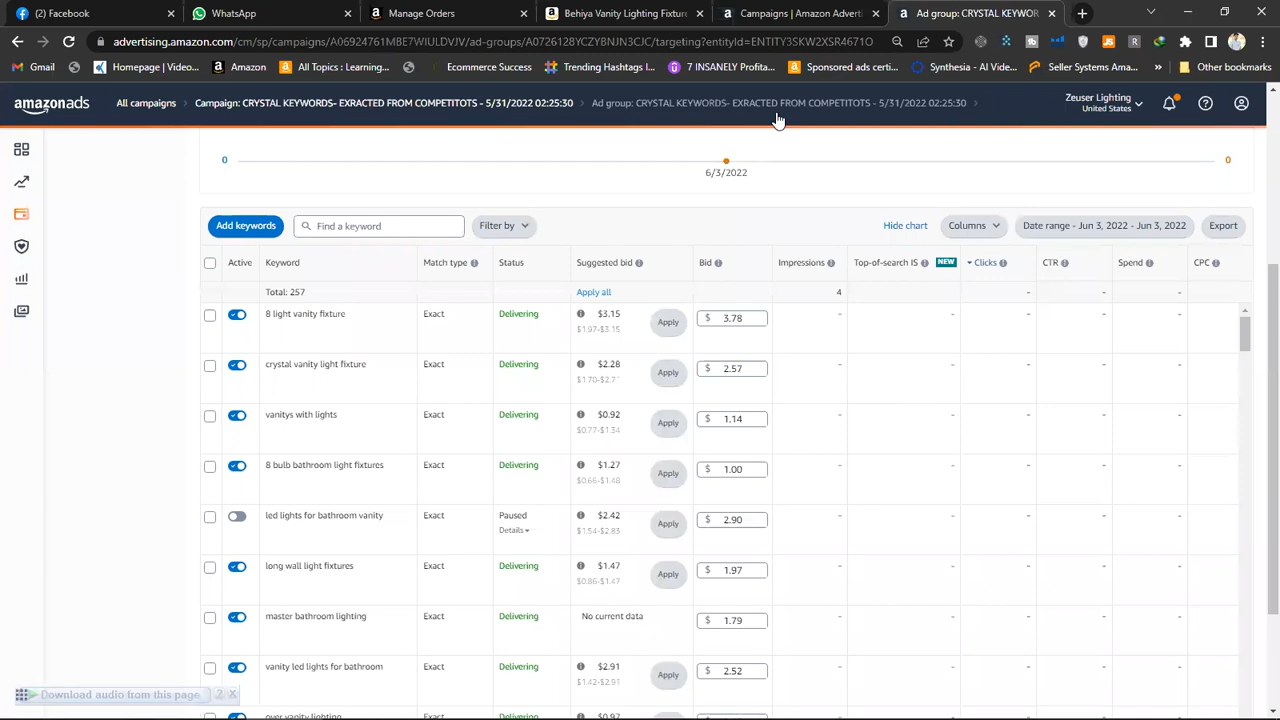 (2) Facebook
WhatsApp
Manage Orders
Behiya Vanity Lighting Fixture
Campaigns | Amazon Adverti
Ad group: CRYSTAL KEYWOR
advertising.amazon.com/cm/sp/campaigns/A06924761MBE7WIULDVJV/ad-groups/A0726128YCZYBNJN3CJC/targeting?entityId=ENTITY3SKW2XSR4671O
Gmail
Homepage | Video...
Amazon
All Topics : Learning...
Ecommerce Success
Trending Hashtags I...
7 INSANELY Profita...
Sponsored ads certif...
Synthesia - AI Vide...
Seller Systems Ama...
»
Other Bookmarks
amazonads
All campaigns
Campaign: CRYSTAL KEYWORDS- EXRACTED FROM COMPETITOTS - 5/31/2022 02:25:30
Ad group: CRYSTAL KEYWORDS- EXRACTED FROM COMPETITOTS - 5/31/2022 02:25:30
Zeuser Lighting
United States
0
6/3/2022
0
Add keywords
Find a keyword
Filter by
Hide chart
Columns
Date range - Jun 3, 2022 - Jun 3, 2022
Export
Active Keyword Match type Status Suggested bid Bid Impressions Top-of-search IS NEW Clicks CTR Spend CPC
Total: 257 Apply all 4 - - - -
8 light vanity fixture Exact Delivering $3.15 Apply $ 3.78 - - - - - -
$1.97-$3.15
crystal vanity light fixture Exact Delivering $2.28 Apply $ 2.57 - - - - - -
$1.70-$2.71
vanitys with lights Exact Delivering $0.92 Apply $ 1.14 - - - - - -
$0.77-$1.34
8 bulb bathroom light fixtures Exact Delivering $1.27 Apply $ 1.00 - - - - - -
$0.66-$1.48
led lights for bathroom vanity Exact Paused $2.42 Apply $ 2.90 - - - - - -
Details $1.54-$2.83
long wall light fixtures Exact Delivering $1.47 Apply $ 1.97 - - - - - -
$0.86-$1.47
master bathroom lighting Exact Delivering No current data $ 1.79 - - - - - -
vanity led lights for bathroom Exact Delivering $2.91 Apply $ 2.52 - - - - - -
$1.42-$2.91
over vanity lighting Exact Delivering $0.97
Download audio from this page ? X